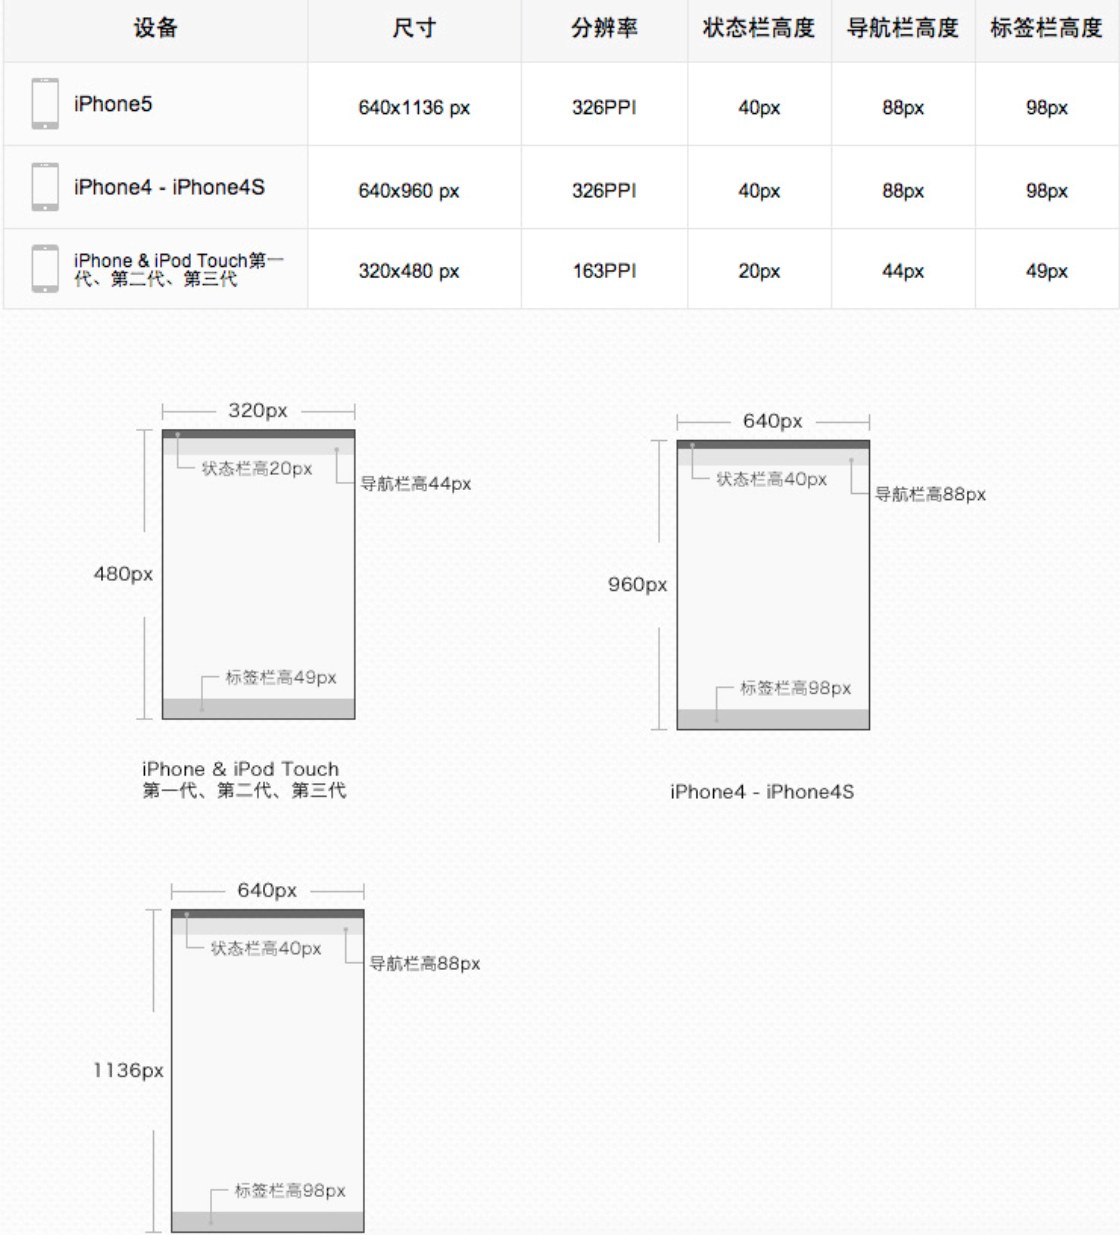 设备 尺寸 分辨率 状态栏高度 导航栏高度 标签栏高度
iPhone5 640x1136 px 326PPI 40px 88px 98px
iPhone4 - iPhone4S 640x960 px 326PPI 40px 88px 98px
iPhone & iPod Touch第一
代、第二代、第三代 320x480 px 163PPI 20px 44px 49px
320px
状态栏高20px
导航栏高44px
480px
标签栏高49px
iPhone & iPod Touch
第一代、第二代、第三代
640px
状态栏高40px
导航栏高88px
960px
标签栏高98px
iPhone4 - iPhone4S
640px
状态栏高40px
导航栏高88px
1136px
标签栏高98px